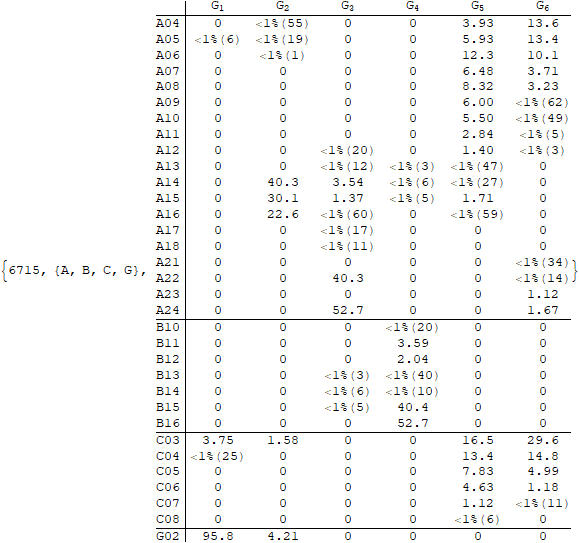 G₁ G₂ G₃ G₄ G₅ G₆
A04 0 <1%(55) 0 0 3.93 13.6
A05 <1%(6) <1%(19) 0 0 5.93 13.4
A06 0 <1%(1) 0 0 12.3 10.1
A07 0 0 0 0 6.48 3.71
A08 0 0 0 0 8.32 3.23
A09 0 0 0 0 6.00 <1%(62)
A10 0 0 0 0 5.50 <1%(49)
A11 0 0 0 0 2.84 <1%(5)
A12 0 0 <1%(20) 0 1.40 <1%(3)
A13 0 0 <1%(12) <1%(3) <1%(47) 0
A14 0 40.3 3.54 <1%(6) <1%(27) 0
A15 0 30.1 1.37 <1%(5) 1.71 0
A16 0 22.6 <1%(60) 0 <1%(59) 0
A17 0 0 <1%(17) 0 0 0
A18 0 0 <1%(11) 0 0 0
A21 0 0 0 0 0 <1%(34)
{6715, {A, B, C, G}, A22 0 0 40.3 0 0 <1%(14)}
A23 0 0 0 0 0 1.12
A24 0 0 52.7 0 0 1.67
B10 0 0 0 <1%(20) 0 0
B11 0 0 0 3.59 0 0
B12 0 0 0 2.04 0 0
B13 0 0 <1%(3) <1%(40) 0 0
B14 0 0 <1%(6) <1%(10) 0 0
B15 0 0 <1%(5) 40.4 0 0
B16 0 0 0 52.7 0 0
C03 3.75 1.58 0 0 16.5 29.6
C04 <1%(25) 0 0 0 13.4 14.8
C05 0 0 0 0 7.83 4.99
C06 0 0 0 0 4.63 1.18
C07 0 0 0 0 1.12 <1%(11)
C08 0 0 0 0 <1%(6) 0
G02 95.8 4.21 0 0 0 0